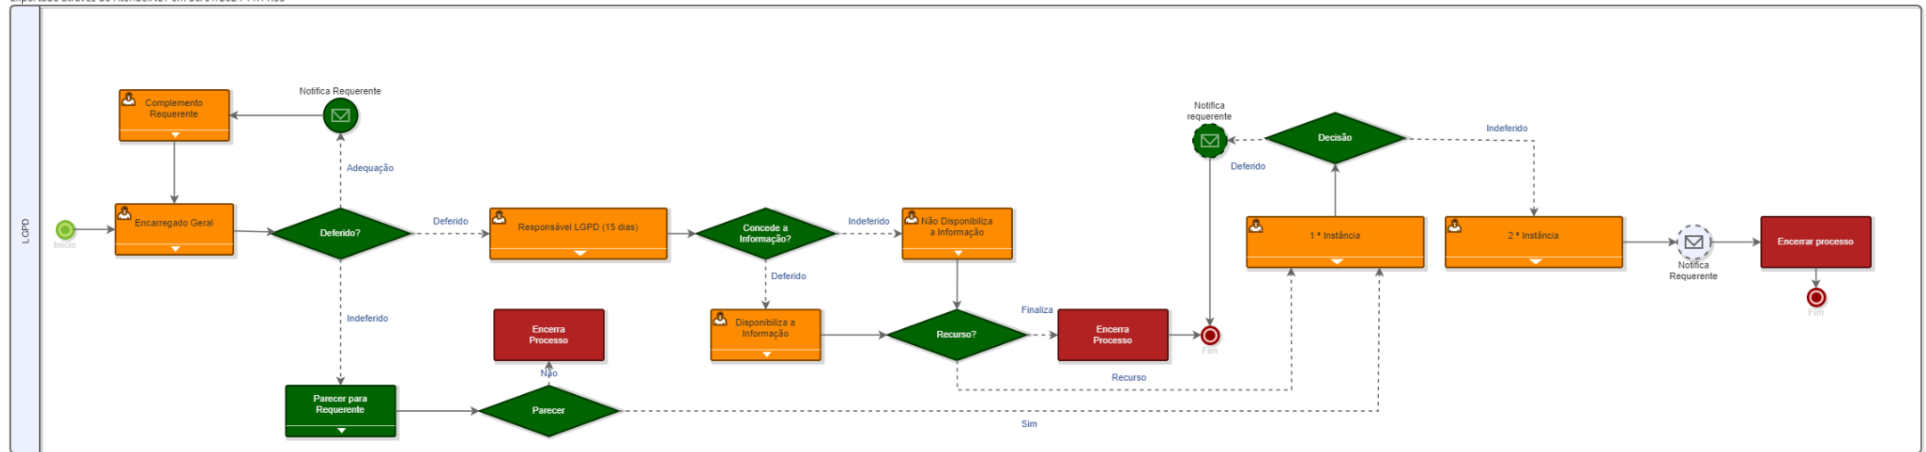 LGPD
Início
Complemento
Requerente
Notifica Requerente
Adequação
Encarregado Geral
Deferido?
Deferido
Indeferido
Responsável LGPD (15 dias)
Concede a
Informação?
Indeferido
Deferido
Não Disponibiliza
a Informação
Disponibiliza a
Informação
Recurso?
Finaliza
Recurso
Encerra
Processo
Fim
Parecer para
Requerente
Parecer
Não
Encerra
Processo
Sim
Notifica
requerente
Deferido
Decisão
Indeferido
1 ª Instância
2 ª Instância
Notifica
Requerente
Encerrar processo
Fim